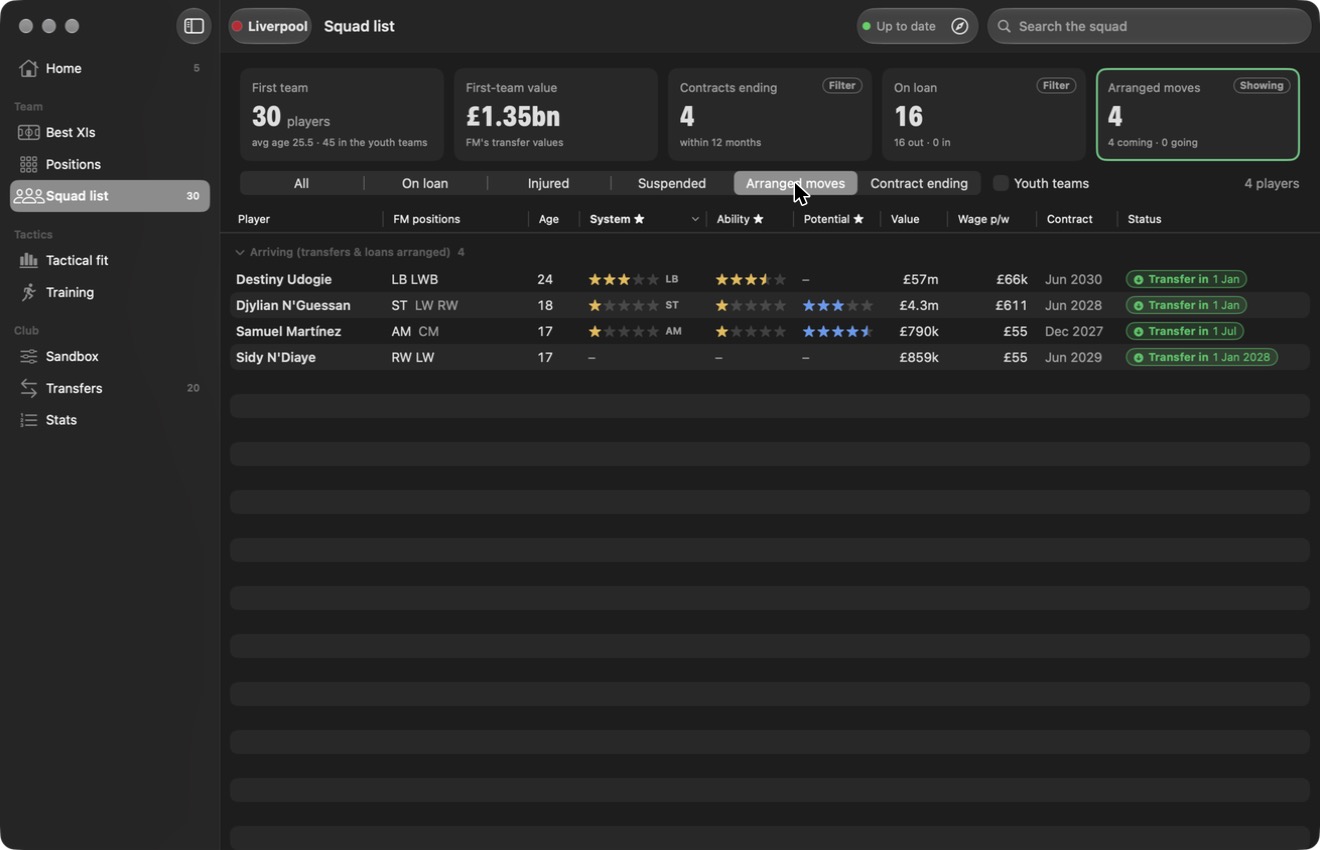 Liverpool Squad list Up to date Search the squad
Home 5
Team
Best XIs
Positions
Squad list 30
Tactics
Tactical fit
Training
Club
Sandbox
Transfers 20
Stats
First team
30 players
avg age 25.5 · 45 in the youth teams
First-team value
£1.35bn
FM's transfer values
Contracts ending Filter
4
within 12 months
On loan Filter
16
16 out · 0 in
Arranged moves Showing
4
4 coming · 0 going
All On loan Injured Suspended Arranged moves Contract ending Youth teams 4 players
Player FM positions Age System ★ Ability ★ Potential ★ Value Wage p/w Contract Status
Arriving (transfers & loans arranged) 4
Destiny Udogie LB LWB 24 LB – £57m £66k Jun 2030 Transfer in 1 Jan
Djylian N'Guessan ST LW RW 18 ST £4.3m £611 Jun 2028 Transfer in 1 Jan
Samuel Martínez AM CM 17 AM £790k £55 Dec 2027 Transfer in 1 Jul
Sidy N'Diaye RW LW 17 – – – £859k £55 Jun 2029 Transfer in 1 Jan 2028